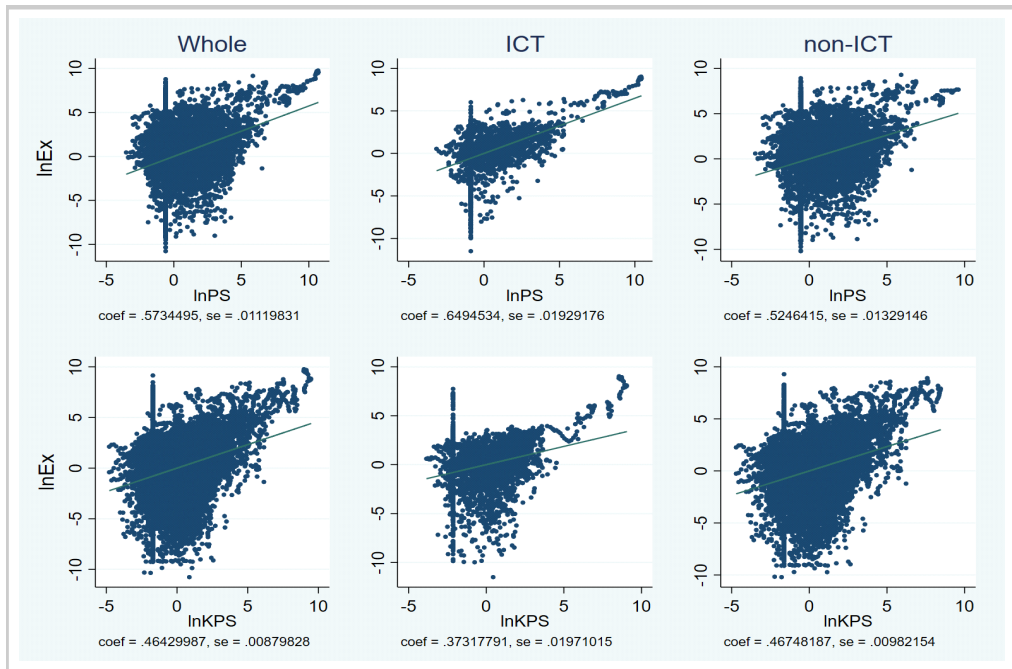 Whole ICT non-ICT
lnEx
10
5
0
-5
-10
-5 0 5 10
lnPS
coef = .5734495, se = .01119831
10
5
0
-5
-10
-5 0 5 10
lnPS
coef = .6494534, se = .01929176
10
5
0
-5
-10
-5 0 5 10
lnPS
coef = .5246415, se = .01329146
lnEx
10
5
0
-5
-10
-5 0 5 10
lnKPS
coef = .46429987, se = .00879828
10
5
0
-5
-10
-5 0 5 10
lnKPS
coef = .37317791, se = .01971015
10
5
0
-5
-10
-5 0 5 10
lnKPS
coef = .46748187, se = .00982154